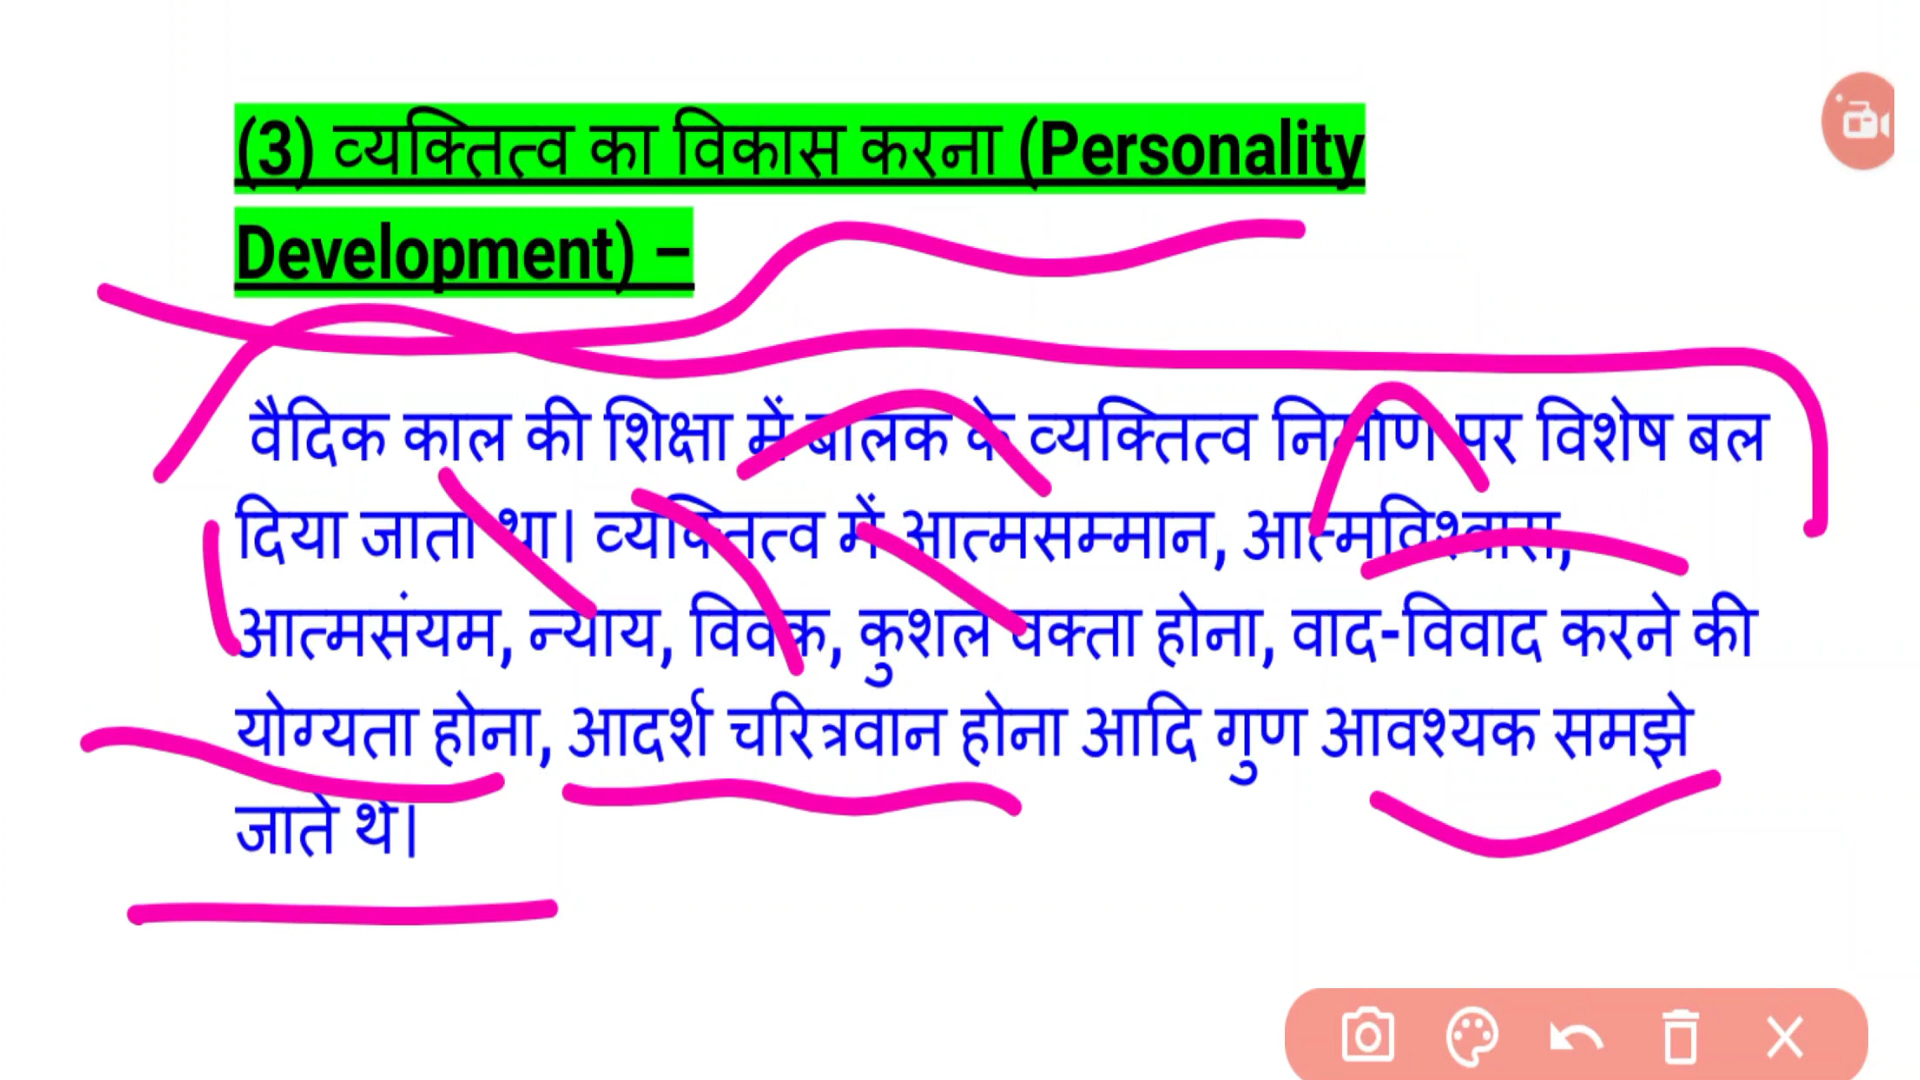 (3) व्यक्तित्व का विकास करना (Personality
Development) –
वैदिक काल की शिक्षा में बालक के व्यक्तित्व निर्माण पर विशेष बल
दिया जाता था। व्यक्तित्व में आत्मसम्मान, आत्मविश्वास,
आत्मसंयम, न्याय, विवेक, कुशल वक्ता होना, वाद-विवाद करने की
योग्यता होना, आदर्श चरित्रवान होना आदि गुण आवश्यक समझे
जाते थे।